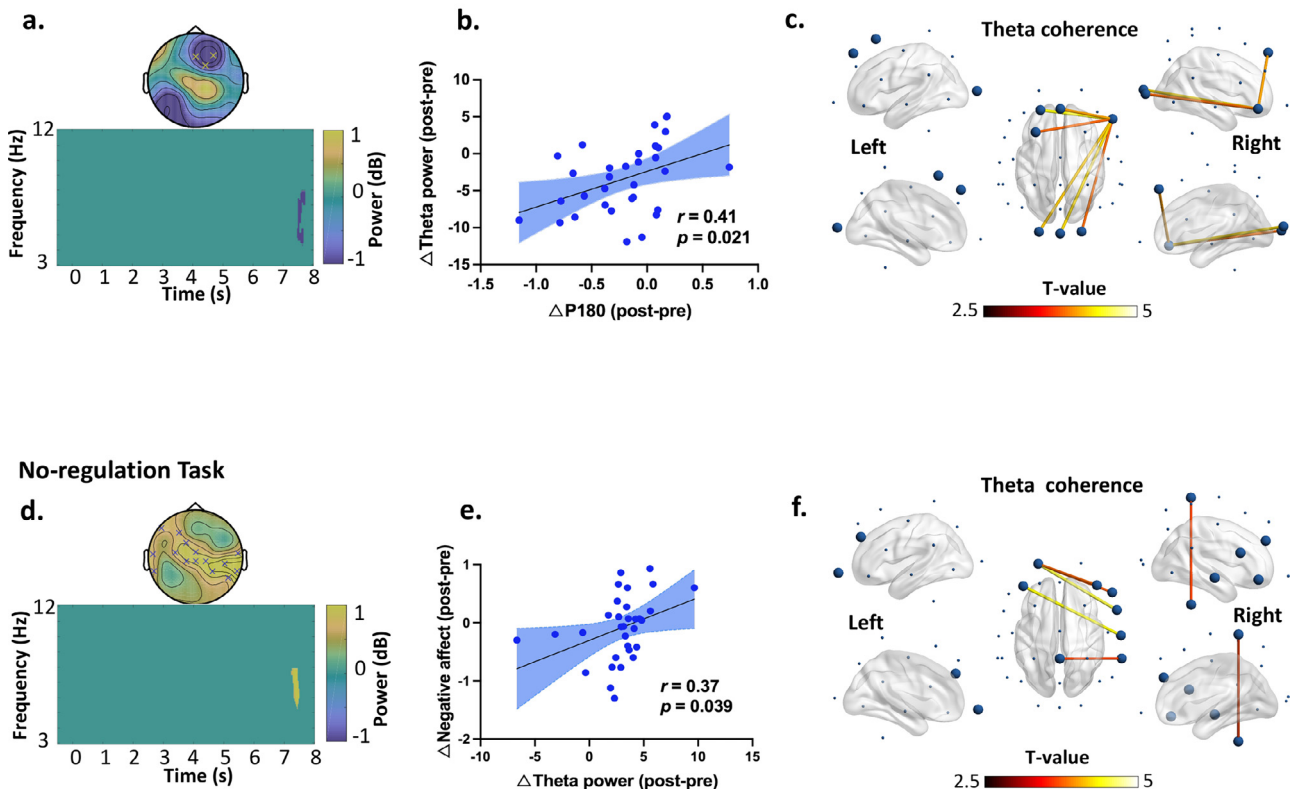 a.
12
3
Frequency (Hz)
0 1 2 3 4 5 6 7 8
Time (s)
1
0
-1
Power (dB)
b.
△Theta power (post-pre)
10
5
0
-5
-10
-15
-1.5 -1.0 -0.5 0.0 0.5 1.0
△P180 (post-pre)
r = 0.41
p = 0.021
c.
Theta coherence
Left
Right
T-value
2.5
5
No-regulation Task
d.
12
3
Frequency (Hz)
0 1 2 3 4 5 6 7 8
Time (s)
1
0
-1
Power (dB)
e.
△Negative affect (post-pre)
1
0
-1
-2
-10 -5 0 5 10 15
△Theta power (post-pre)
r = 0.37
p = 0.039
f.
Theta coherence
Left
Right
T-value
2.5
5